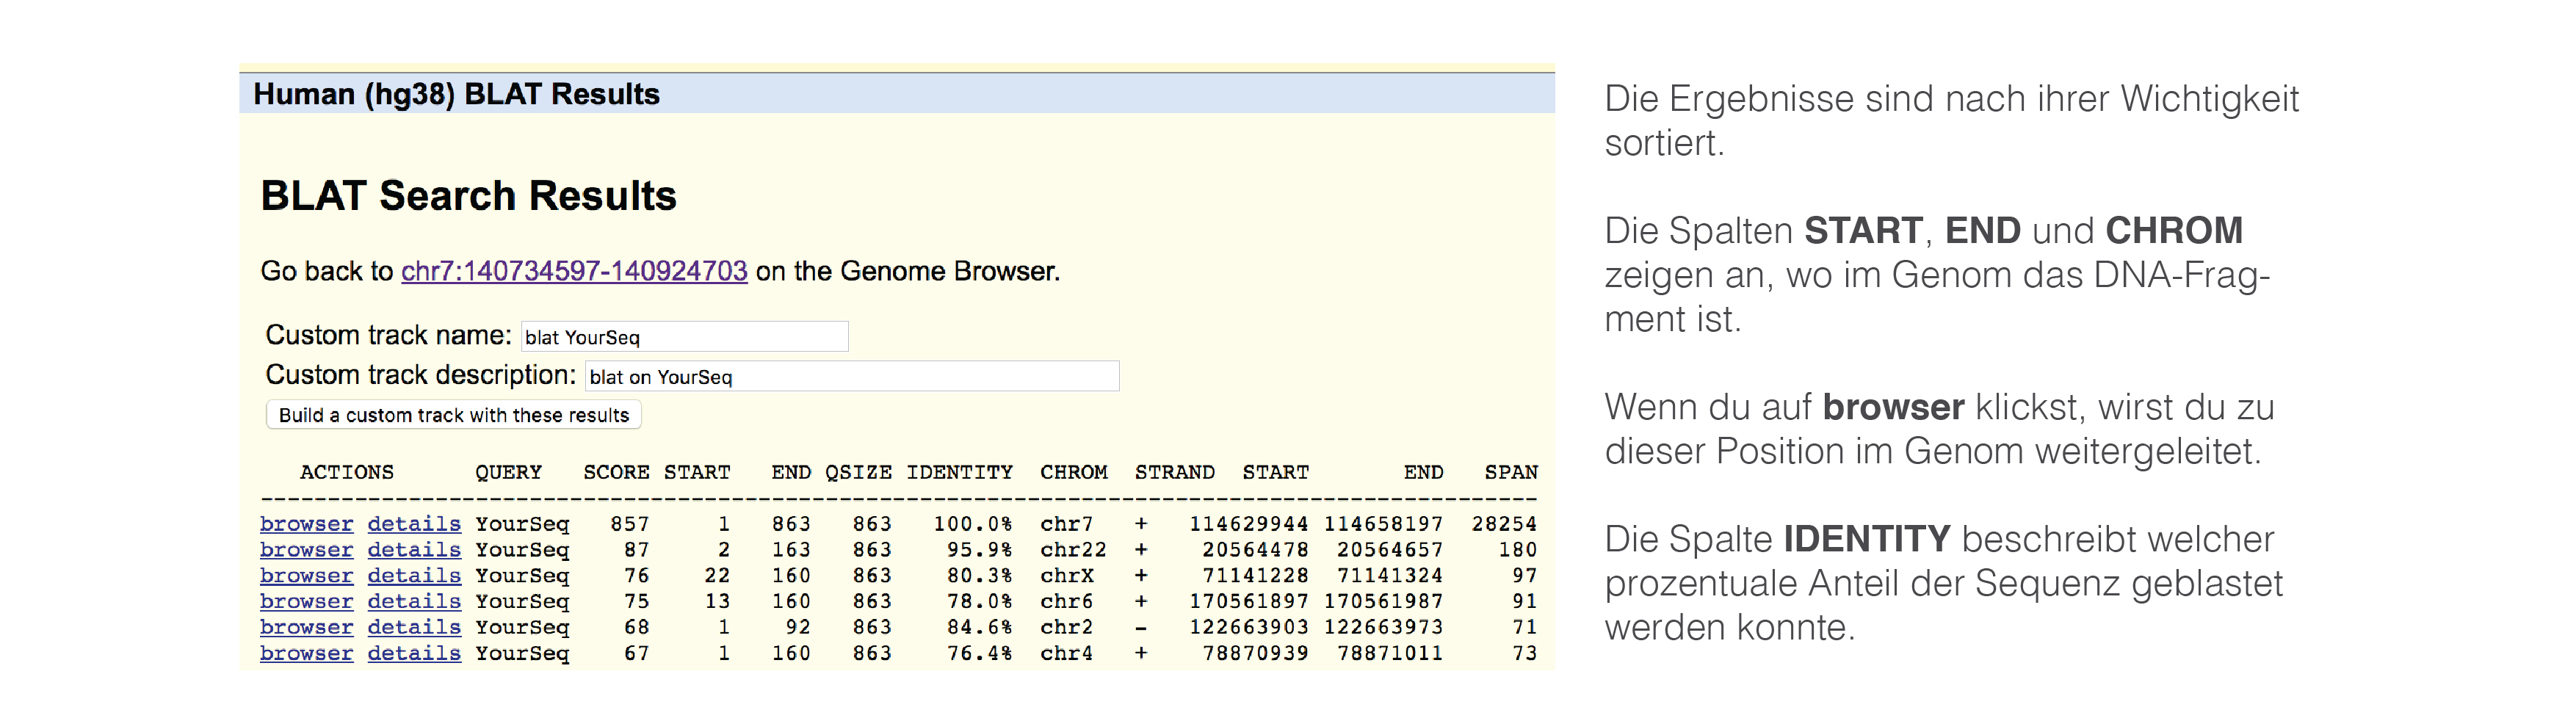 Human (hg38) BLAT Results
BLAT Search Results
Go back to chr7:140734597-140924703 on the Genome Browser.
Custom track name: blat YourSeq
Custom track description: blat on YourSeq
Build a custom track with these results
ACTIONS QUERY SCORE START END QSIZE IDENTITY CHROM STRAND START END SPAN
browser details YourSeq 857 1 863 863 100.0% chr7 + 114629944 114658197 28254
browser details YourSeq 87 2 163 863 95.9% chr22 + 20564478 20564657 180
browser details YourSeq 76 22 160 863 80.3% chrX + 71141228 71141324 97
browser details YourSeq 75 13 160 863 78.0% chr6 + 170561897 170561987 91
browser details YourSeq 68 1 92 863 84.6% chr2 - 122663903 122663973 71
browser details YourSeq 67 1 160 863 76.4% chr4 + 78870939 78871011 73
Die Ergebnisse sind nach ihrer Wichtigkeit
sortiert.
Die Spalten START, END und CHROM
zeigen an, wo im Genom das DNA-Frag-
ment ist.
Wenn du auf browser klickst, wirst du zu
dieser Position im Genom weitergeleitet.
Die Spalte IDENTITY beschreibt welcher
prozentuale Anteil der Sequenz geblastet
werden konnte.